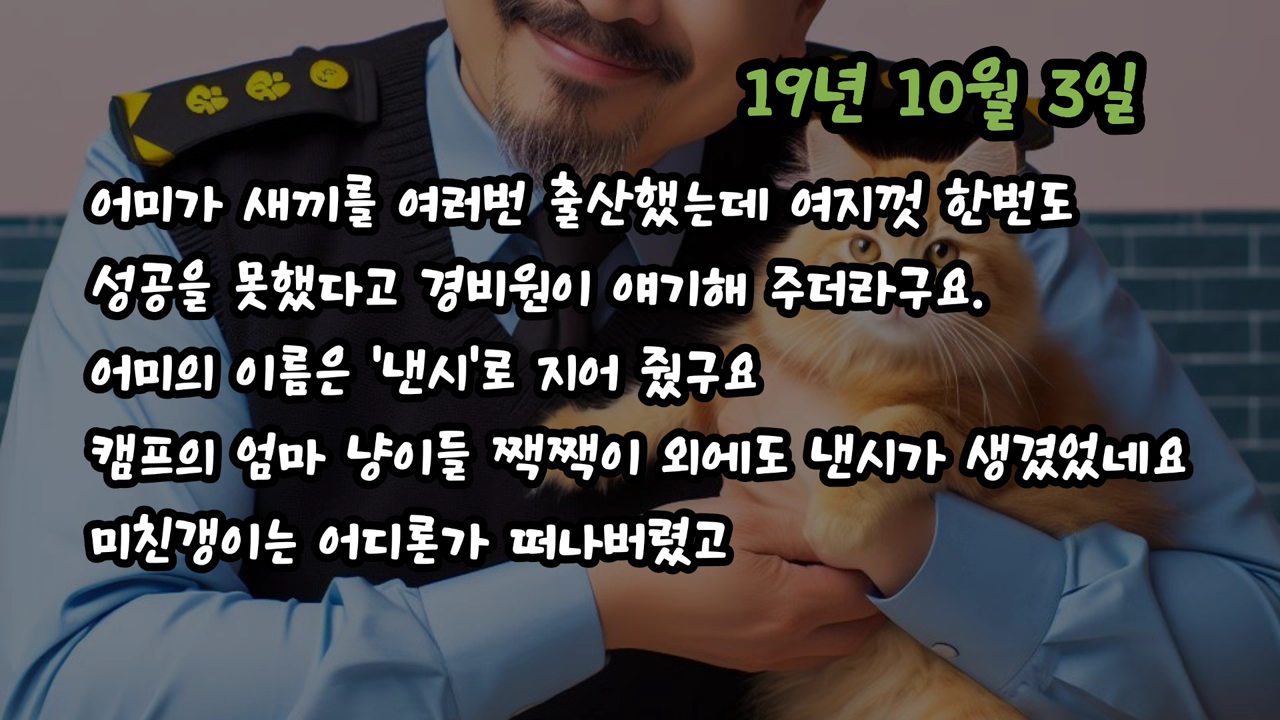 19년 10월 3일
어미가 새끼를 여러번 출산했는데 여지껏 한번도
성공을 못했다고 경비원이 얘기해 주더라구요.
어미의 이름은 '낸시'로 지어 줬구요
캠프의 엄마 냥이들 짹짹이 외에도 낸시가 생겼었네요
미친갱이는 어디론가 떠나버렸고